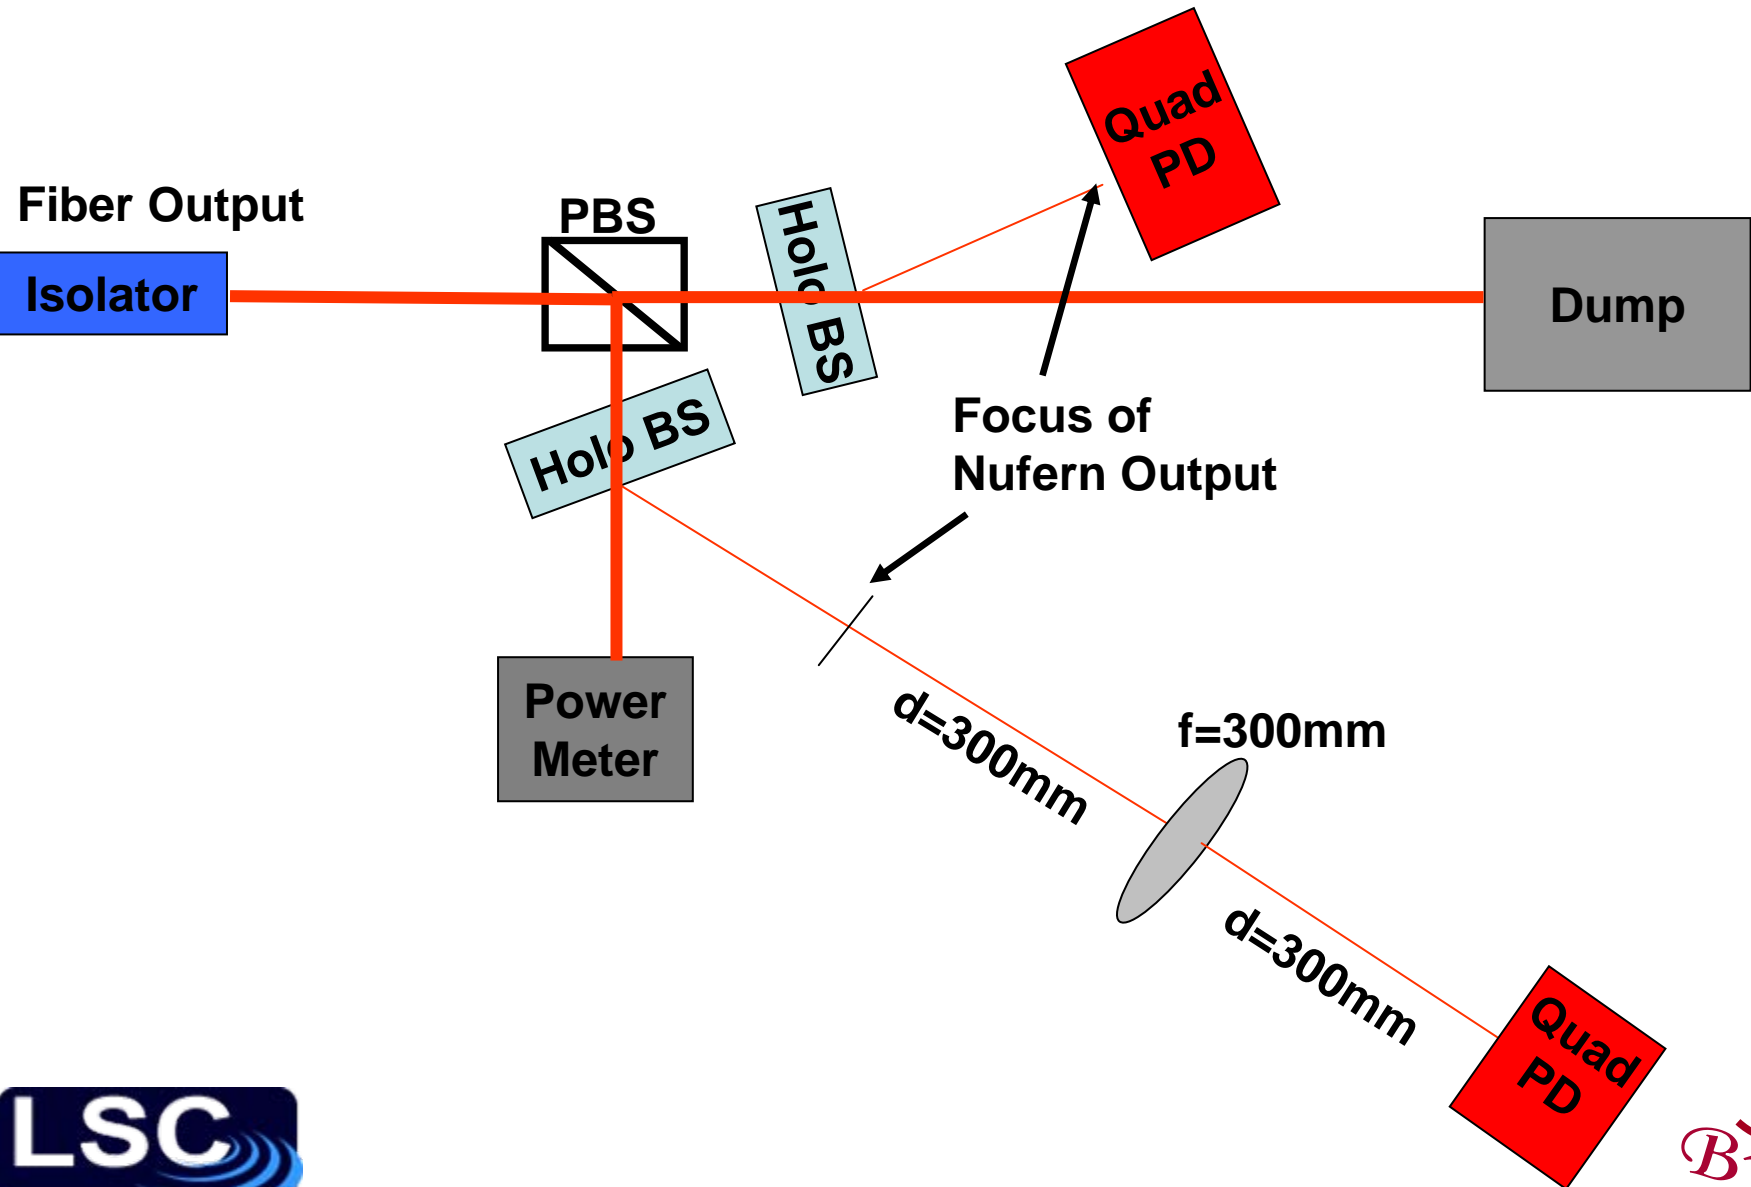 Quad
PD
Fiber Output
PBS
Holo BS
Isolator
Dump
Holo BS
Focus of
Nufern Output
Power
Meter
d=300mm
f=300mm
d=300mm
Quad
PD
LSC
B